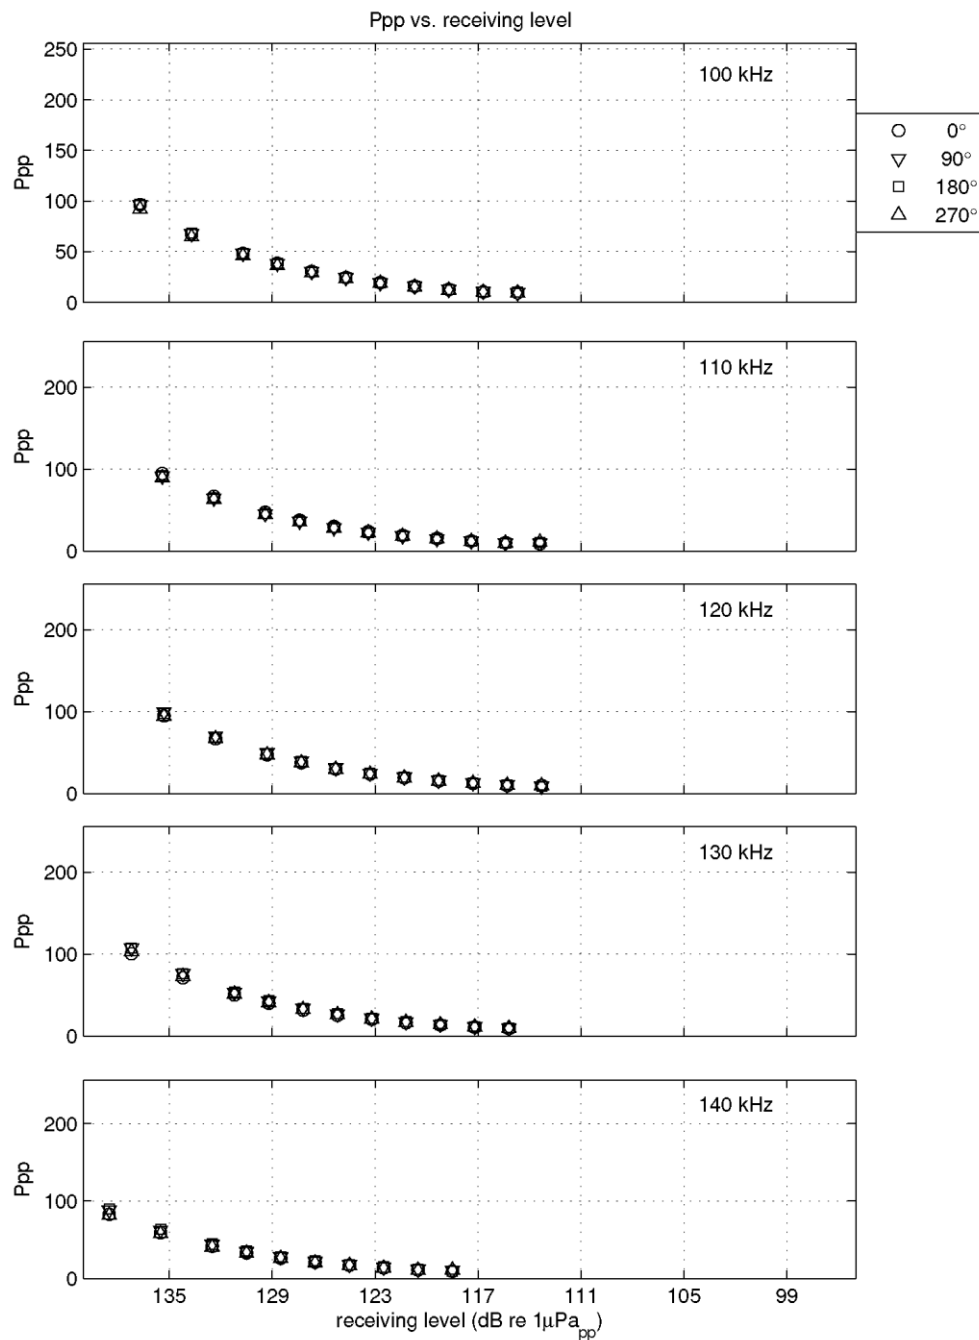 Ppp vs. receiving level
250
200
150
100
50
0
Ppp
100 kHz
0°
90°
180°
270°
200
100
0
Ppp
110 kHz
200
100
0
Ppp
120 kHz
200
100
0
Ppp
130 kHz
200
100
0
Ppp
140 kHz
135 129 123 117 111 105 99
receiving level (dB re 1μPa_pp)